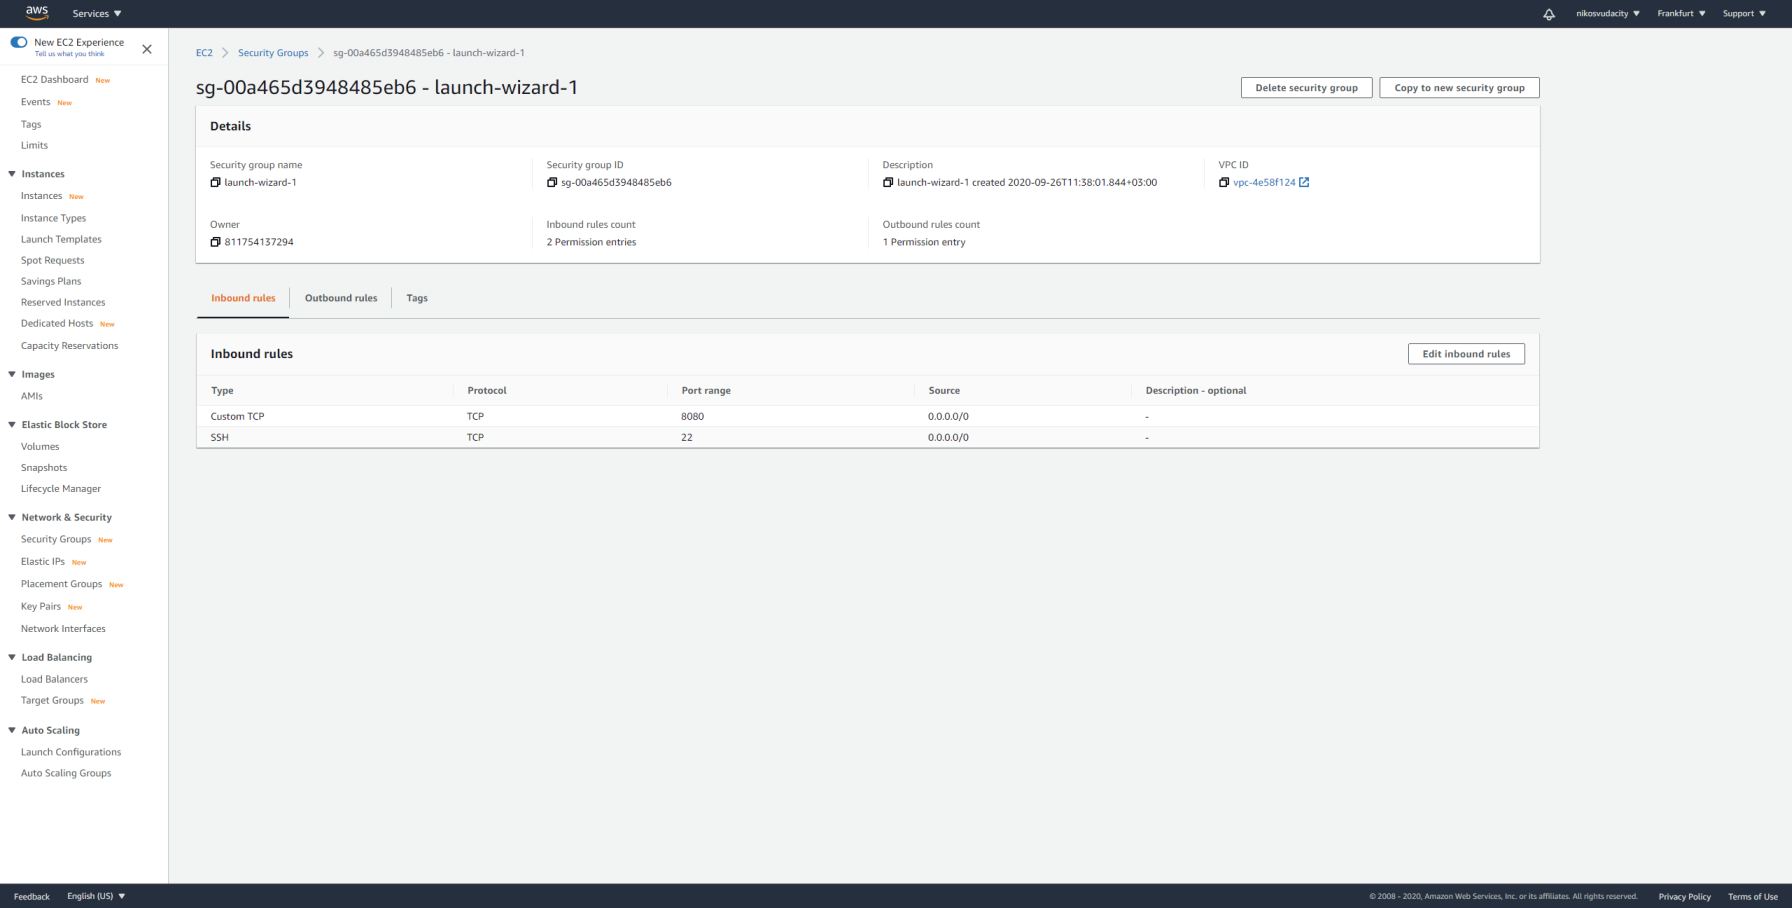 aws Services nikosvudacity Frankfurt Support
New EC2 Experience
Tell us what you think
EC2 Dashboard New
Events New
Tags
Limits
Instances
Instances New
Instance Types
Launch Templates
Spot Requests
Savings Plans
Reserved Instances
Dedicated Hosts New
Capacity Reservations
Images
AMIs
Elastic Block Store
Volumes
Snapshots
Lifecycle Manager
Network & Security
Security Groups New
Elastic IPs New
Placement Groups New
Key Pairs New
Network Interfaces
Load Balancing
Load Balancers
Target Groups New
Auto Scaling
Launch Configurations
Auto Scaling Groups
EC2 Security Groups sg-00a465d3948485eb6 - launch-wizard-1
sg-00a465d3948485eb6 - launch-wizard-1 Delete security group Copy to new security group
Details
Security group name Security group ID Description VPC ID
launch-wizard-1 sg-00a465d3948485eb6 launch-wizard-1 created 2020-09-26T11:38:01.844+03:00 vpc-4e58f124
Owner Inbound rules count Outbound rules count
811754137294 2 Permission entries 1 Permission entry
Inbound rules Outbound rules Tags
Inbound rules Edit inbound rules
Type Protocol Port range Source Description - optional
Custom TCP TCP 8080 0.0.0.0/0 -
SSH TCP 22 0.0.0.0/0 -
Feedback English (US) © 2008 - 2020, Amazon Web Services, Inc. or its affiliates. All rights reserved. Privacy Policy Terms of Use